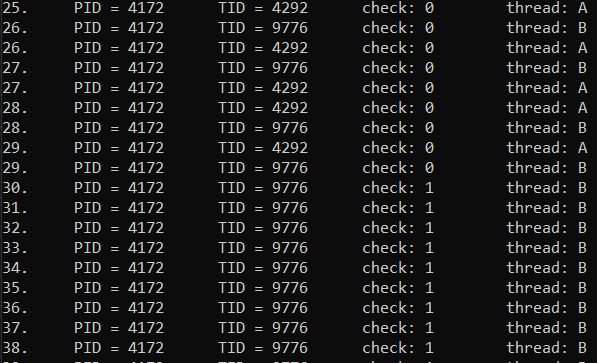 25. PID = 4172 TID = 4292 check: 0 thread: A
26. PID = 4172 TID = 9776 check: 0 thread: B
26. PID = 4172 TID = 4292 check: 0 thread: A
27. PID = 4172 TID = 9776 check: 0 thread: B
27. PID = 4172 TID = 4292 check: 0 thread: A
28. PID = 4172 TID = 4292 check: 0 thread: A
28. PID = 4172 TID = 9776 check: 0 thread: B
29. PID = 4172 TID = 4292 check: 0 thread: A
29. PID = 4172 TID = 9776 check: 0 thread: B
30. PID = 4172 TID = 9776 check: 1 thread: B
31. PID = 4172 TID = 9776 check: 1 thread: B
32. PID = 4172 TID = 9776 check: 1 thread: B
33. PID = 4172 TID = 9776 check: 1 thread: B
34. PID = 4172 TID = 9776 check: 1 thread: B
35. PID = 4172 TID = 9776 check: 1 thread: B
36. PID = 4172 TID = 9776 check: 1 thread: B
37. PID = 4172 TID = 9776 check: 1 thread: B
38. PID = 4172 TID = 9776 check: 1 thread: B